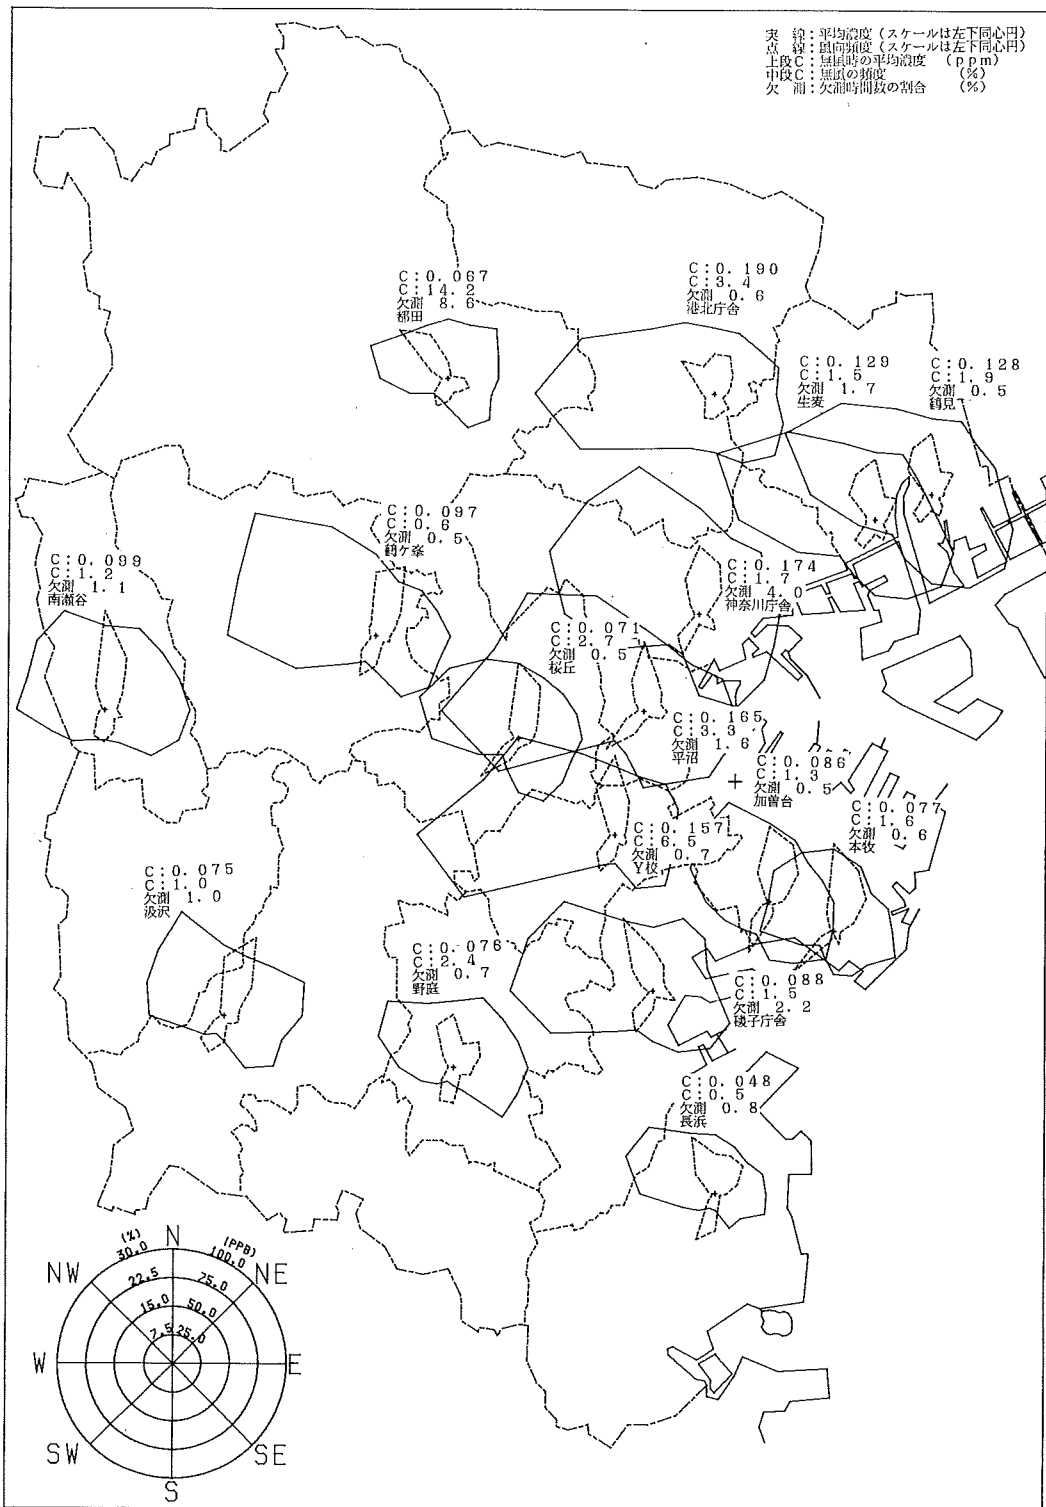 実　線：平均濃度（スケールは左下同心円）
点　線：風向頻度（スケールは左下同心円）
上段C：無風時の平均濃度　（ｐｐｍ）
中段C：無風の頻度　（％）
欠　測：欠測時間数の割合　（％）
C：0．067
C：14．2
欠測　8．6
都田
C：0．190
C：3．4
欠測　0．6
港北庁舎
C：0．129
C：1．5
欠測　1．7
生麦
C：0．128
C：1．9
欠測　0．5
鶴見
C：0．097
C：0．6
欠測　0．5
鶴ケ峯
C：0．099
C：1．2
欠測　1．1
南瀬谷
C：0．174
C：1．7
欠測　4．0
神奈川庁舎
C：0．071
C：2．7
欠測　0．5
桜丘
C：0．165
C：3．3
欠測　1．6
平沼
C：0．086
C：1．3
欠測　0．5
加曽台
C：0．077
C：1．6
欠測　0．6
本牧
C：0．157
C：6．5
欠測　0．7
Y校
C：0．075
C：1．0
欠測　1．0
汲沢
C：0．076
C：2．4
欠測　0．7
野庭
C：0．088
C：1．5
欠測　2．2
磯子庁舎
C：0．048
C：0．5
欠測　0．8
長浜
(%)
30.0
N
(PPB)
100.0
NW
22.5
75.0
NE
15.0
50.0
7.5
25.0
W
E
SW
SE
S